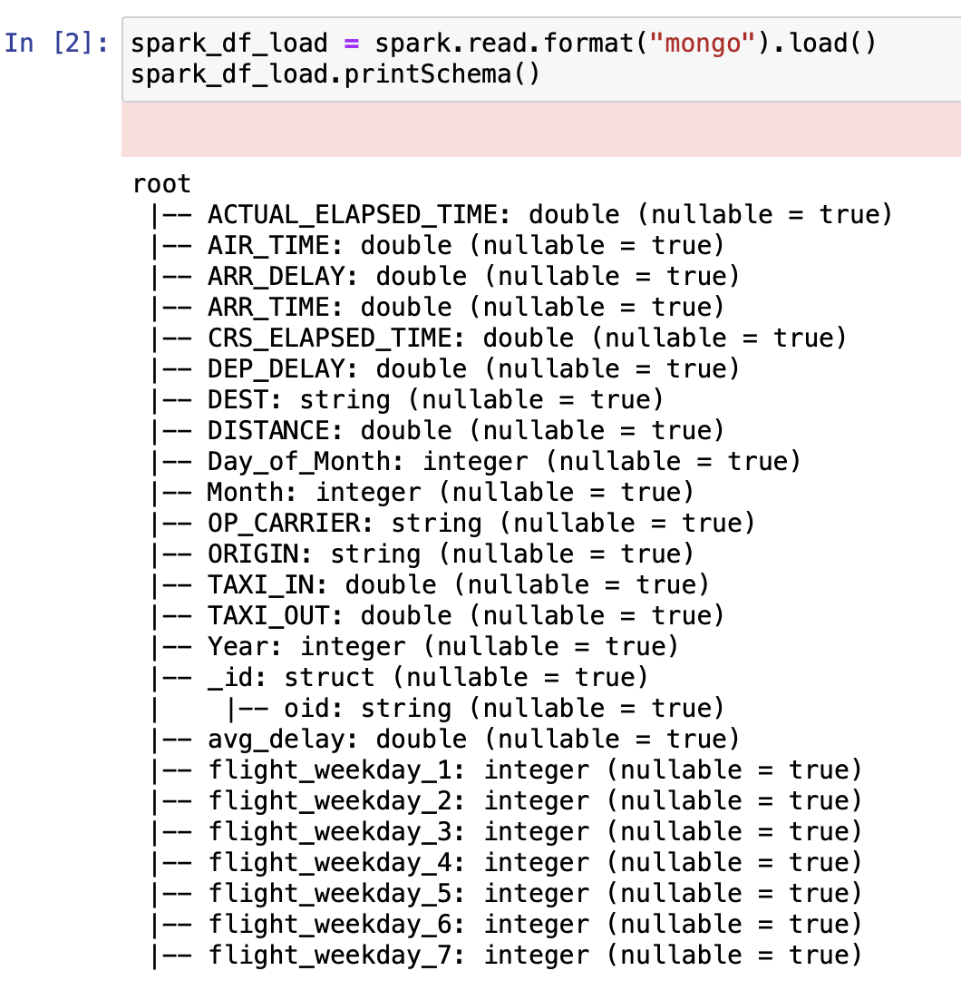 In [2]: spark_df_load = spark.read.format("mongo").load()
spark_df_load.printSchema()
root
 |-- ACTUAL_ELAPSED_TIME: double (nullable = true)
 |-- AIR_TIME: double (nullable = true)
 |-- ARR_DELAY: double (nullable = true)
 |-- ARR_TIME: double (nullable = true)
 |-- CRS_ELAPSED_TIME: double (nullable = true)
 |-- DEP_DELAY: double (nullable = true)
 |-- DEST: string (nullable = true)
 |-- DISTANCE: double (nullable = true)
 |-- Day_of_Month: integer (nullable = true)
 |-- Month: integer (nullable = true)
 |-- OP_CARRIER: string (nullable = true)
 |-- ORIGIN: string (nullable = true)
 |-- TAXI_IN: double (nullable = true)
 |-- TAXI_OUT: double (nullable = true)
 |-- Year: integer (nullable = true)
 |-- _id: struct (nullable = true)
 |    |-- oid: string (nullable = true)
 |-- avg_delay: double (nullable = true)
 |-- flight_weekday_1: integer (nullable = true)
 |-- flight_weekday_2: integer (nullable = true)
 |-- flight_weekday_3: integer (nullable = true)
 |-- flight_weekday_4: integer (nullable = true)
 |-- flight_weekday_5: integer (nullable = true)
 |-- flight_weekday_6: integer (nullable = true)
 |-- flight_weekday_7: integer (nullable = true)